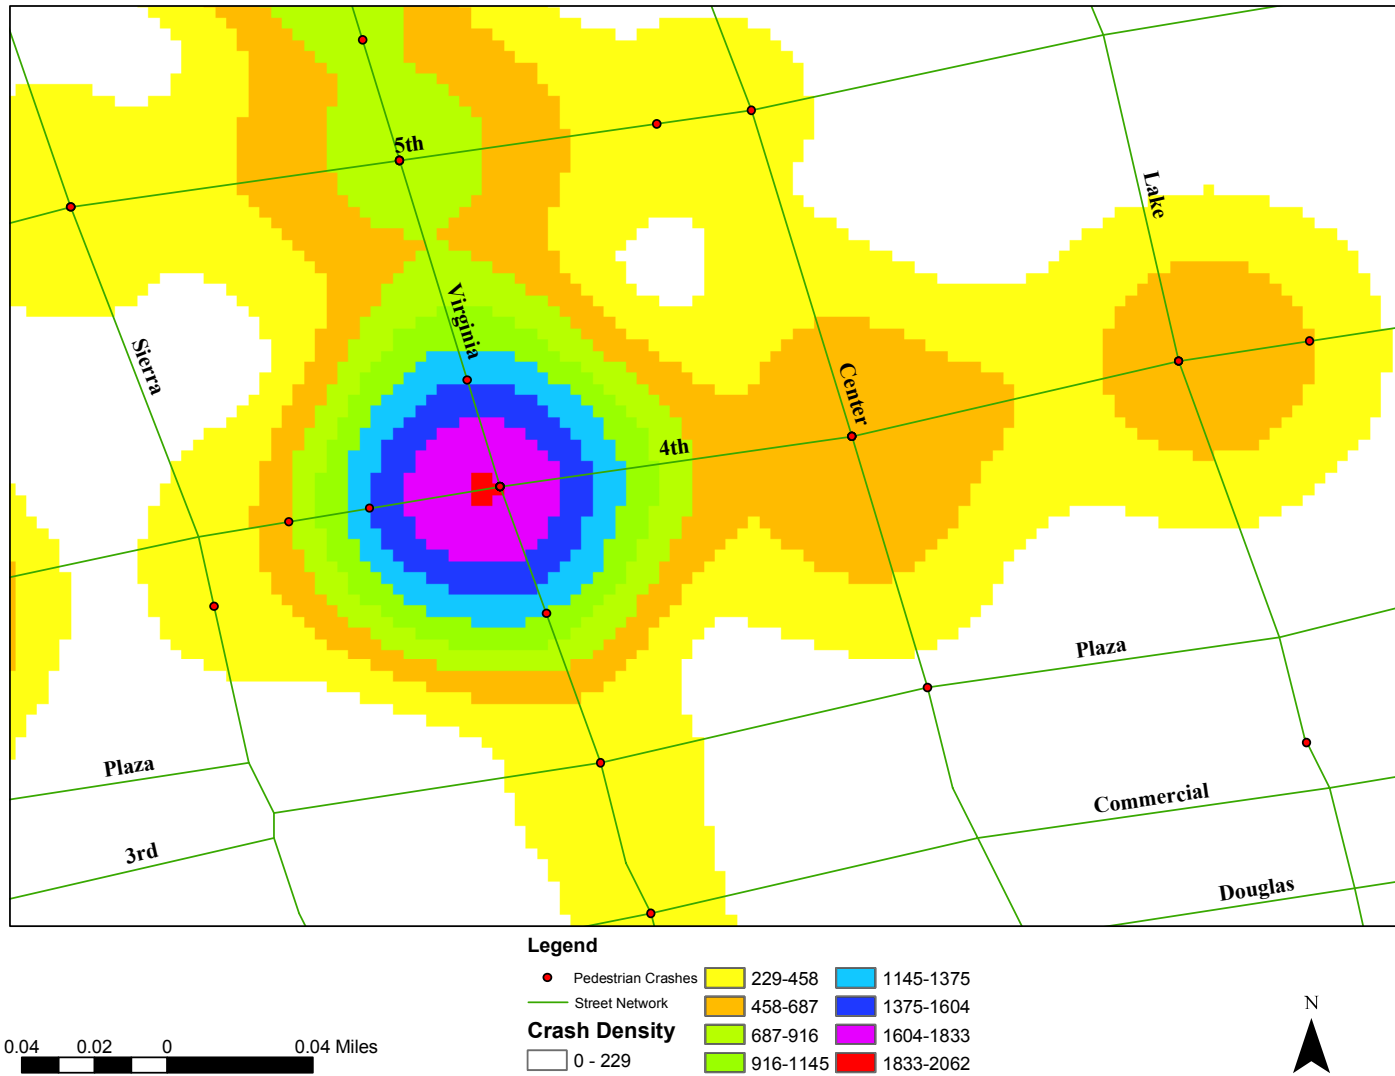 5th
Lake
Virginia
Sierra
Center
4th
Plaza
Plaza
Commercial
3rd
Douglas
Legend
Pedestrian Crashes
Street Network
Crash Density
0 - 229
229-458
458-687
687-916
916-1145
1145-1375
1375-1604
1604-1833
1833-2062
N
0.04 0.02 0 0.04 Miles